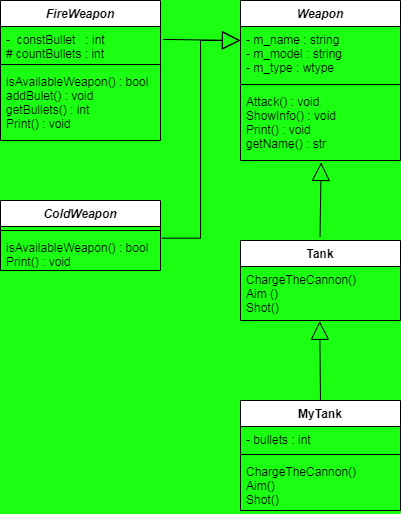 FireWeapon
- constBullet : int
# countBullets : int
isAvailableWeapon() : bool
addBulet() : void
getBullets() : int
Print() : void
Weapon
- m_name : string
- m_model : string
- m_type : wtype
Attack() : void
ShowInfo() : void
Print() : void
getName() : str
ColdWeapon
isAvailableWeapon() : bool
Print() : void
Tank
ChargeTheCannon()
Aim ()
Shot()
MyTank
- bullets : int
ChargeTheCannon()
Aim()
Shot()